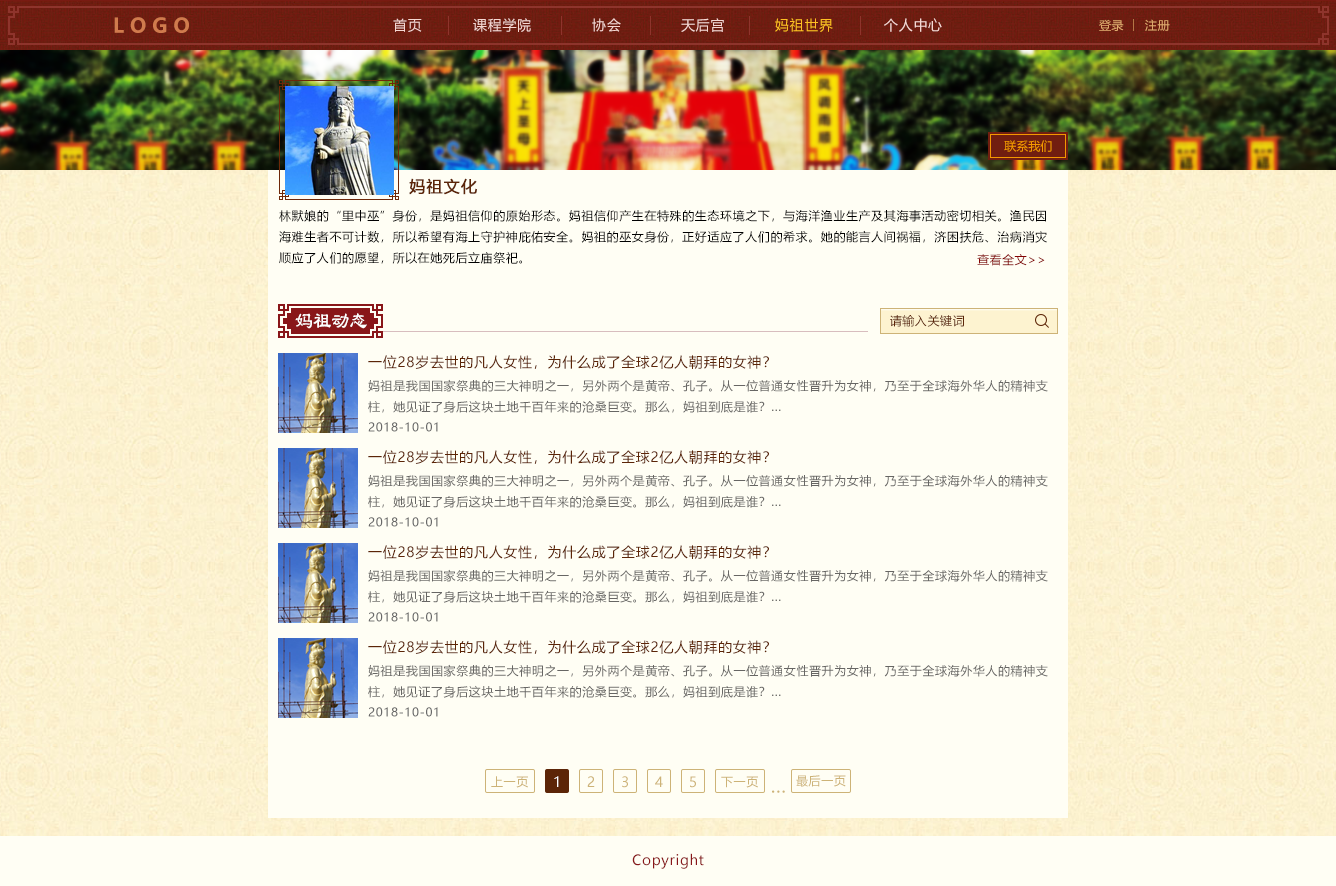 LOGO
首页 课程学院 协会 天后宫 妈祖世界 个人中心
登录 注册
天上圣母
风调雨顺
联系我们
妈祖文化
林默娘的“里中巫”身份，是妈祖信仰的原始形态。妈祖信仰产生在特殊的生态环境之下，与海洋渔业生产及其海事活动密切相关。渔民因
海难生者不可计数，所以希望有海上守护神庇佑安全。妈祖的巫女身份，正好适应了人们的希求。她的能言人间祸福，济困扶危、治病消灾
顺应了人们的愿望，所以在她死后立庙祭祀。
查看全文>>
妈祖动态
请输入关键词
一位28岁去世的凡人女性，为什么成了全球2亿人朝拜的女神？
妈祖是我国国家祭典的三大神明之一，另外两个是黄帝、孔子。从一位普通女性晋升为女神，乃至于全球海外华人的精神支
柱，她见证了身后这块土地千百年来的沧桑巨变。那么，妈祖到底是谁？...
2018-10-01
一位28岁去世的凡人女性，为什么成了全球2亿人朝拜的女神？
妈祖是我国国家祭典的三大神明之一，另外两个是黄帝、孔子。从一位普通女性晋升为女神，乃至于全球海外华人的精神支
柱，她见证了身后这块土地千百年来的沧桑巨变。那么，妈祖到底是谁？...
2018-10-01
一位28岁去世的凡人女性，为什么成了全球2亿人朝拜的女神？
妈祖是我国国家祭典的三大神明之一，另外两个是黄帝、孔子。从一位普通女性晋升为女神，乃至于全球海外华人的精神支
柱，她见证了身后这块土地千百年来的沧桑巨变。那么，妈祖到底是谁？...
2018-10-01
一位28岁去世的凡人女性，为什么成了全球2亿人朝拜的女神？
妈祖是我国国家祭典的三大神明之一，另外两个是黄帝、孔子。从一位普通女性晋升为女神，乃至于全球海外华人的精神支
柱，她见证了身后这块土地千百年来的沧桑巨变。那么，妈祖到底是谁？...
2018-10-01
上一页 1 2 3 4 5 下一页 ... 最后一页
Copyright